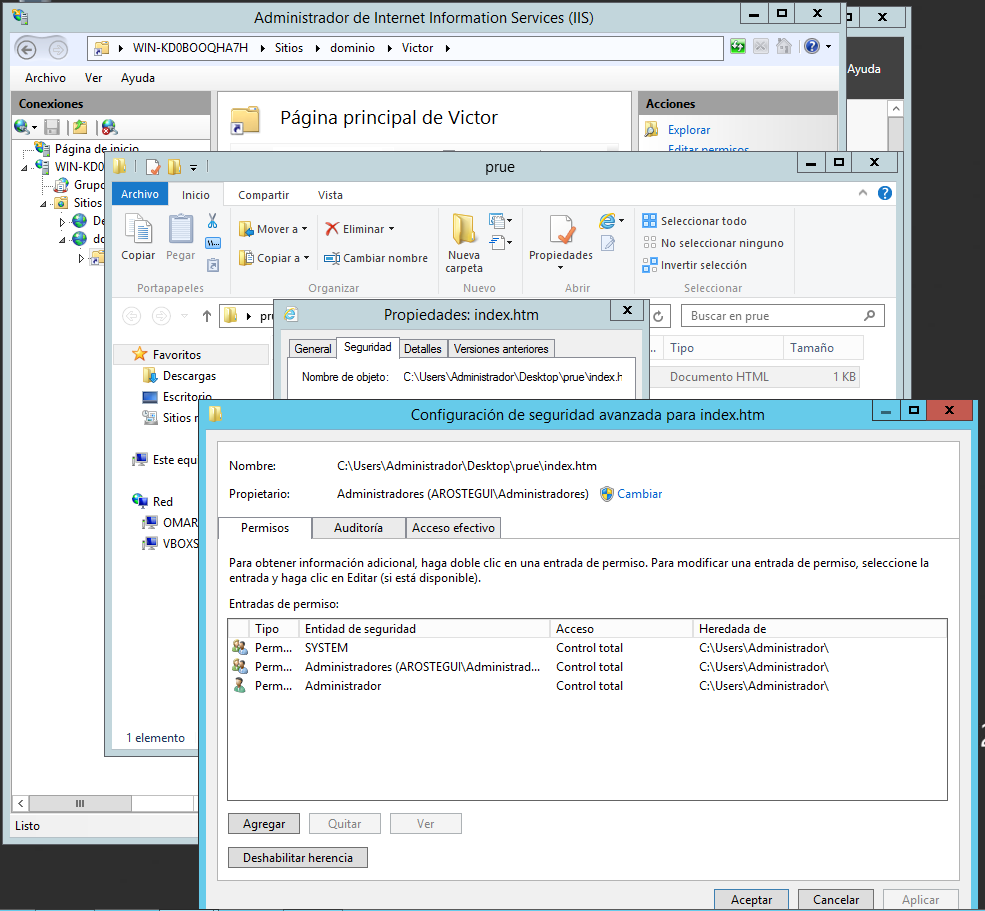 Administrador de Internet Information Services (IIS)
WIN-KD0BOOQHA7H
Sitios
dominio
Victor
Archivo
Ver
Ayuda
Ayuda
Conexiones
Página de inicio
WIN-KD0
Grupo
Sitios
De
do
Página principal de Victor
Acciones
Explorar
Editar permisos
prue
Archivo
Inicio
Compartir
Vista
Copiar
Pegar
Portapapeles
Mover a
Copiar a
Eliminar
Cambiar nombre
Organizar
Nueva
carpeta
Nuevo
Propiedades
Abrir
Seleccionar todo
No seleccionar ninguno
Invertir selección
Seleccionar
pru
Buscar en prue
Favoritos
Descargas
Escritorio
Sitios r
Este equ
Red
OMAR
VBOXS
1 elemento
Tipo
Tamaño
Documento HTML
1 KB
Propiedades: index.htm
General
Seguridad
Detalles
Versiones anteriores
Nombre de objeto:
C:\Users\Administrador\Desktop\prue\index.h
Configuración de seguridad avanzada para index.htm
Nombre:
C:\Users\Administrador\Desktop\prue\index.htm
Propietario:
Administradores (AROSTEGUI\Administradores)
Cambiar
Permisos
Auditoría
Acceso efectivo
Para obtener información adicional, haga doble clic en una entrada de permiso. Para modificar una entrada de permiso, seleccione la
entrada y haga clic en Editar (si está disponible).
Entradas de permiso:
Tipo Entidad de seguridad Acceso Heredada de
Perm... SYSTEM Control total C:\Users\Administrador\
Perm... Administradores (AROSTEGUI\Administrad... Control total C:\Users\Administrador\
Perm... Administrador Control total C:\Users\Administrador\
Agregar
Quitar
Ver
Deshabilitar herencia
Aceptar
Cancelar
Aplicar
Listo